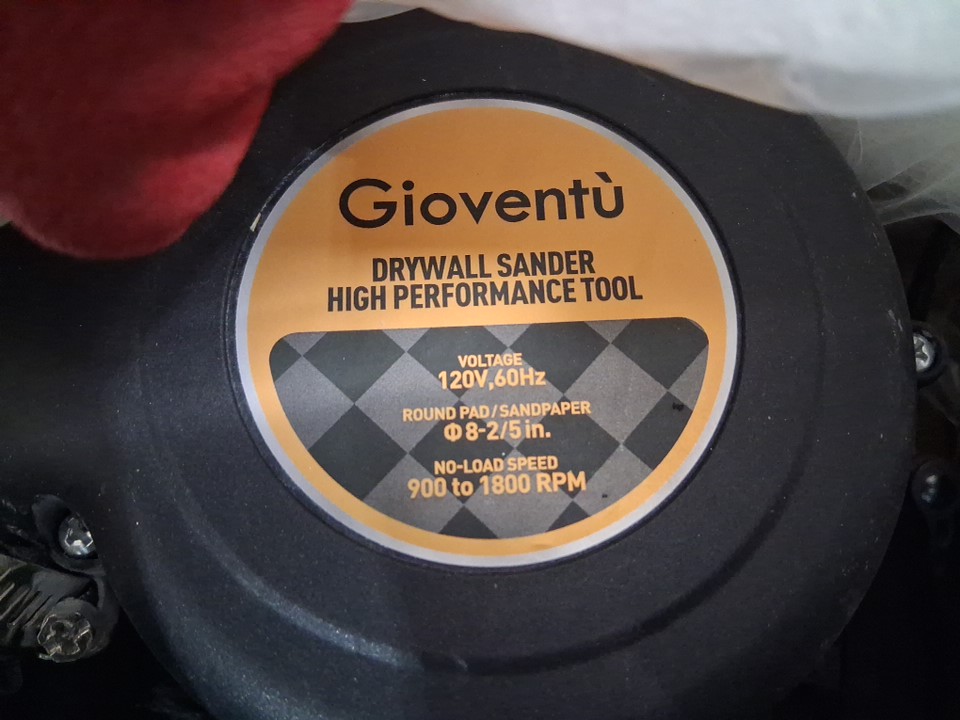 Gioventù
DRYWALL SANDER
HIGH PERFORMANCE TOOL
VOLTAGE
120V,60Hz
ROUND PAD/SANDPAPER
Φ8-2/5 in.
NO-LOAD SPEED
900 to 1800 RPM